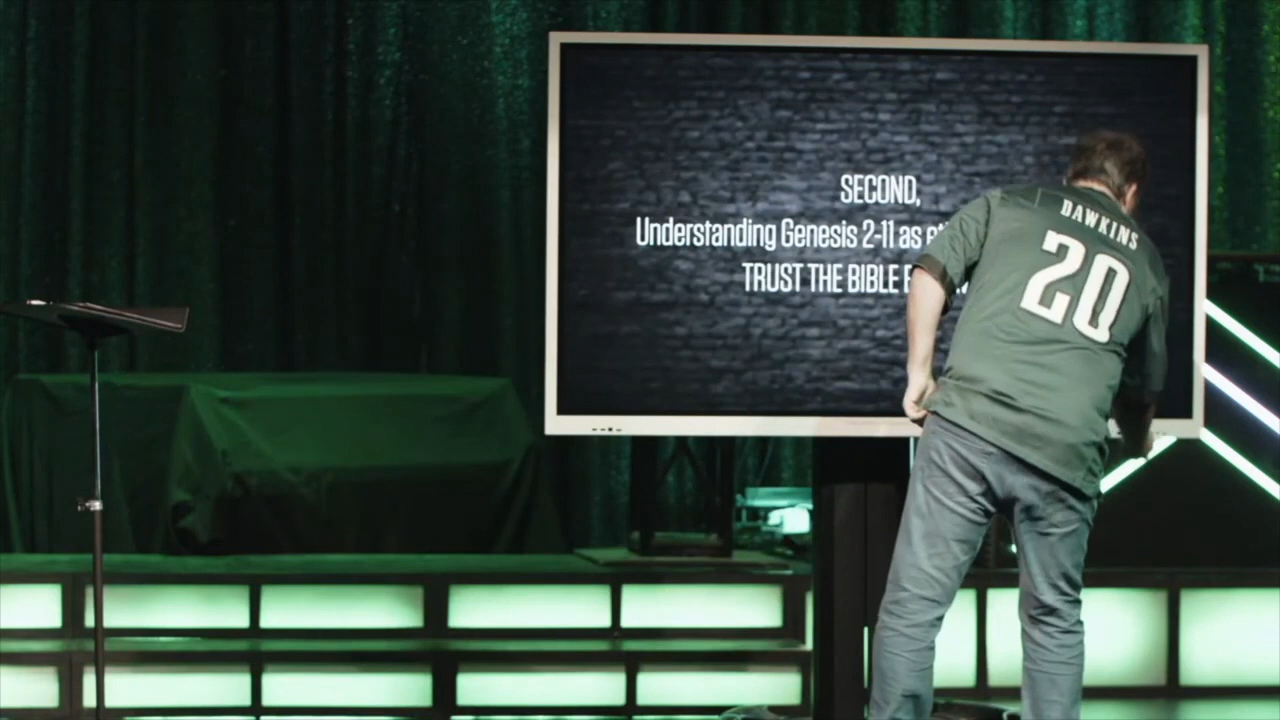 SECOND,
Understanding Genesis 2-11 as
TRUST THE BIBLE
DAWKINS
20